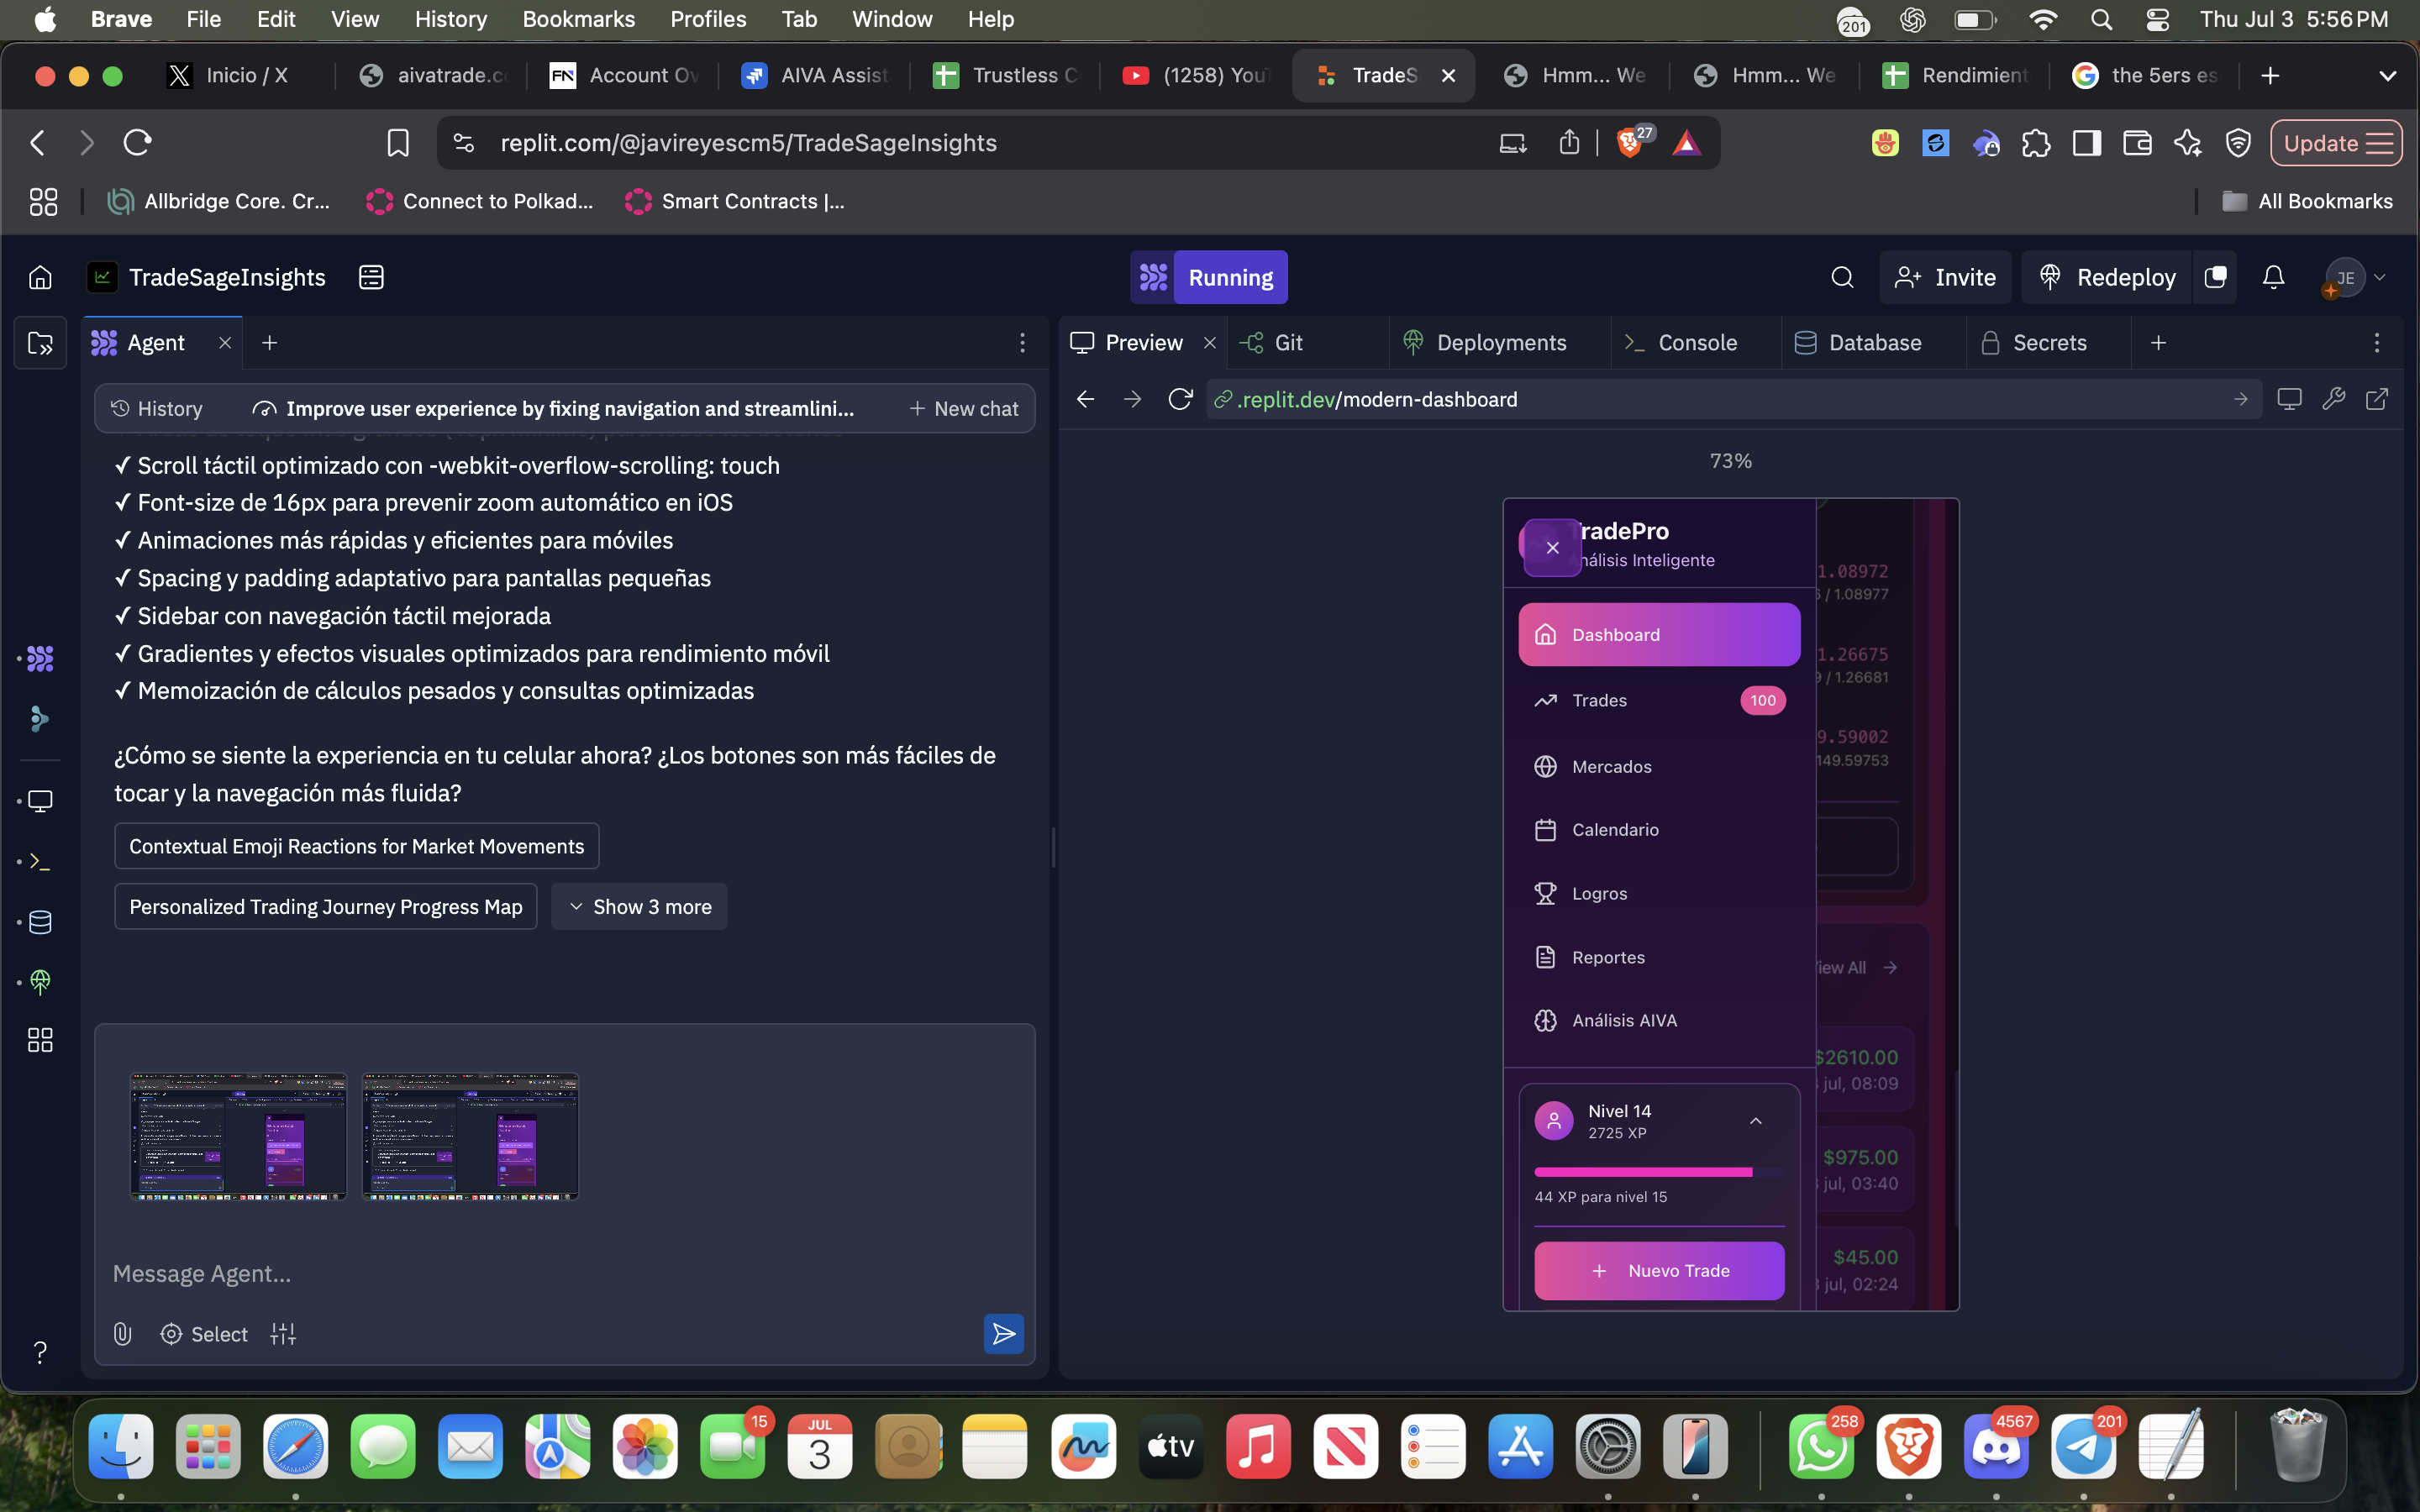 Brave File Edit View History Bookmarks Profiles Tab Window Help 201 Thu Jul 3 5:56 PM
Inicio / X aivatrade.c Account Ov AIVA Assist Trustless C (1258) You TradeS Hmm... We Hmm... We Rendimient the 5ers es
replit.com/@javireyescm5/TradeSageInsights 27 Update
Allbridge Core. Cr... Connect to Polkad... Smart Contracts |... All Bookmarks
TradeSageInsights Running Invite Redeploy JE
Agent
History Improve user experience by fixing navigation and streamlini... New chat
✓ Scroll táctil optimizado con -webkit-overflow-scrolling: touch
✓ Font-size de 16px para prevenir zoom automático en iOS
✓ Animaciones más rápidas y eficientes para móviles
✓ Spacing y padding adaptativo para pantallas pequeñas
✓ Sidebar con navegación táctil mejorada
✓ Gradientes y efectos visuales optimizados para rendimiento móvil
✓ Memoización de cálculos pesados y consultas optimizadas
¿Cómo se siente la experiencia en tu celular ahora? ¿Los botones son más fáciles de
tocar y la navegación más fluida?
Contextual Emoji Reactions for Market Movements
Personalized Trading Journey Progress Map Show 3 more
Message Agent...
Select
Preview Git Deployments Console Database Secrets
.replit.dev/modern-dashboard
73%
TradePro
Análisis Inteligente
Dashboard
Trades 100
Mercados
Calendario
Logros
Reportes
Análisis AIVA
Nivel 14
2725 XP
44 XP para nivel 15
+ Nuevo Trade
1.08972
/ 1.08977
1.26675
/ 1.26681
9.59002
149.59753
View All
$2610.00
jul, 08:09
$975.00
jul, 03:40
$45.00
jul, 02:24
15 JUL 3 tv 258 4567 201